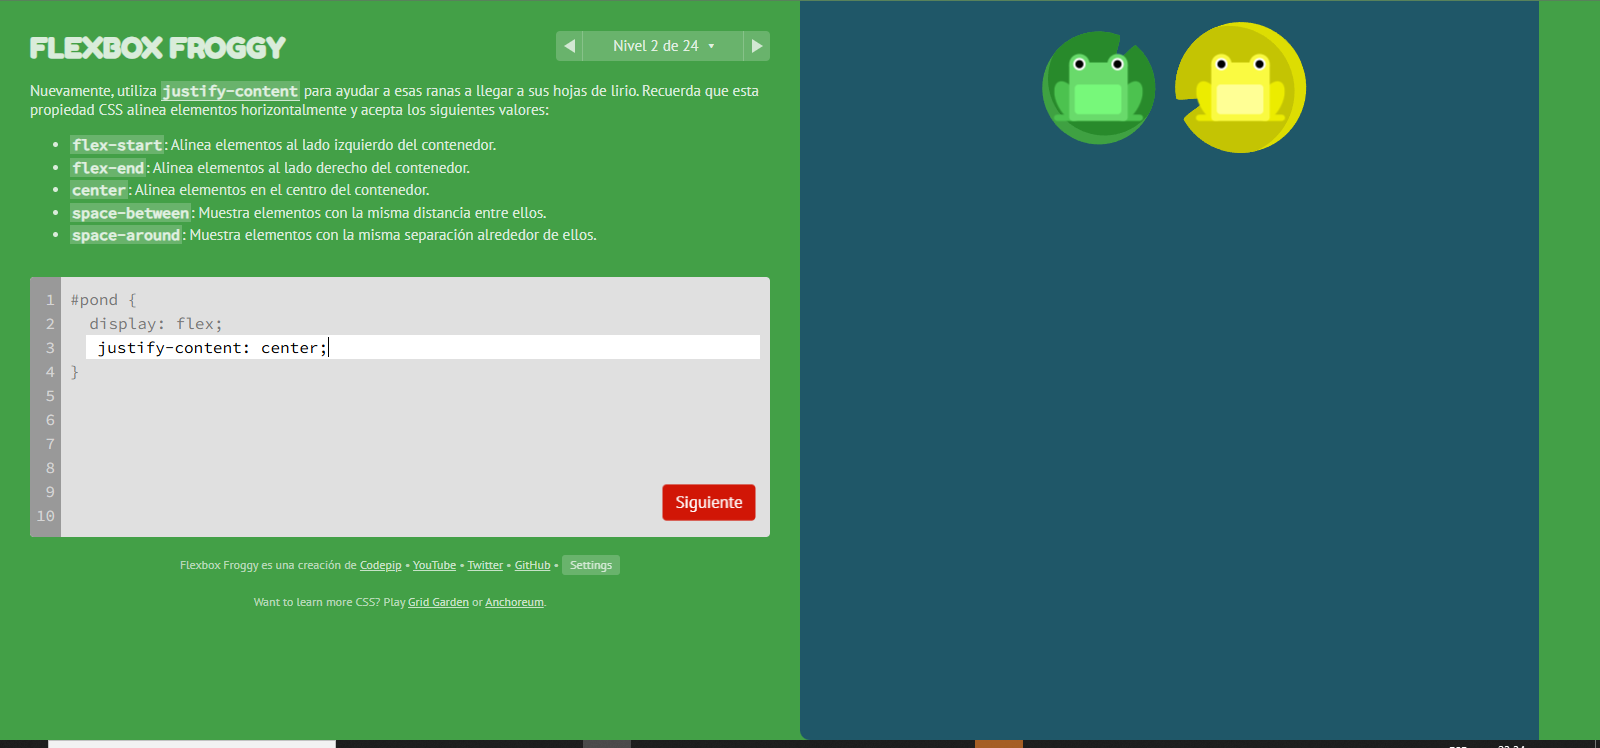 FLEXBOX FROGGY
Nivel 2 de 24
Nuevamente, utiliza justify-content para ayudar a esas ranas a llegar a sus hojas de lirio. Recuerda que esta
propiedad CSS alinea elementos horizontalmente y acepta los siguientes valores:
flex-start: Alinea elementos al lado izquierdo del contenedor.
flex-end: Alinea elementos al lado derecho del contenedor.
center: Alinea elementos en el centro del contenedor.
space-between: Muestra elementos con la misma distancia entre ellos.
space-around: Muestra elementos con la misma separación alrededor de ellos.
1 #pond {
2 display: flex;
3 justify-content: center;
4 }
5
6
7
8
9
10
Siguiente
Flexbox Froggy es una creación de Codepip • YouTube • Twitter • GitHub • Settings
Want to learn more CSS? Play Grid Garden or Anchoreum.